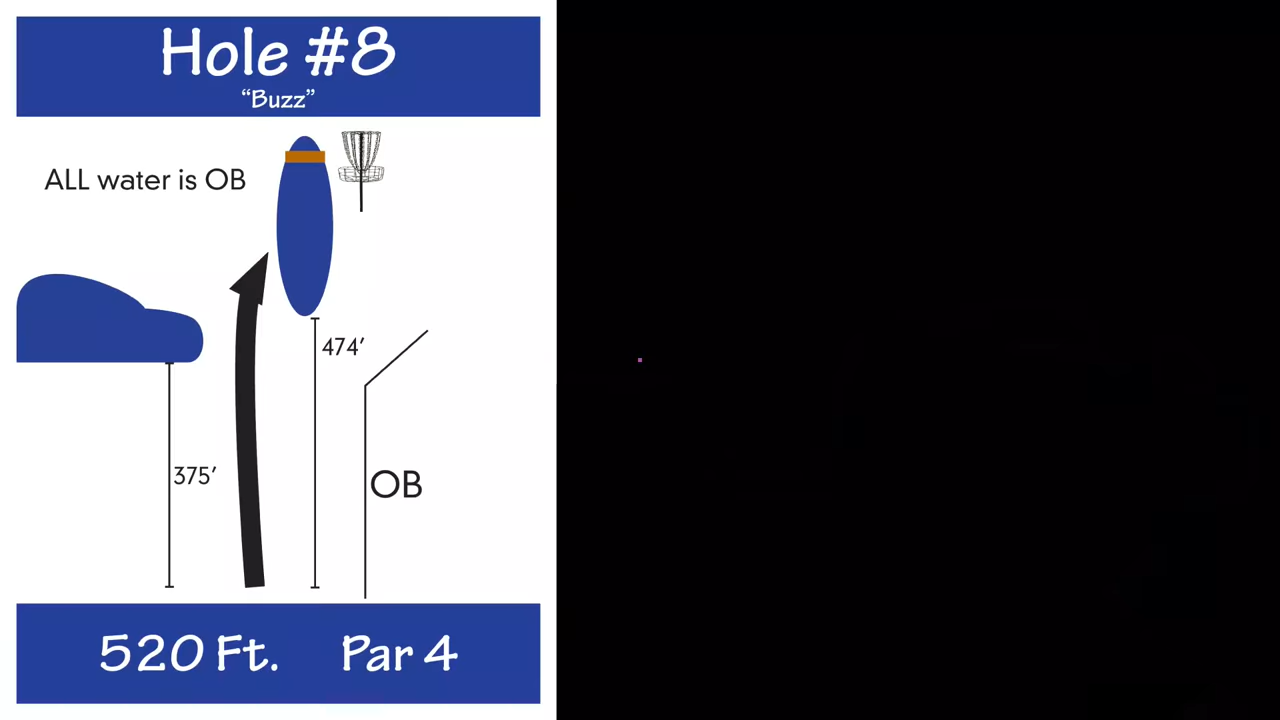 Hole #8
“Buzz”
ALL water is OB
474’
375’
OB
520 Ft. Par 4